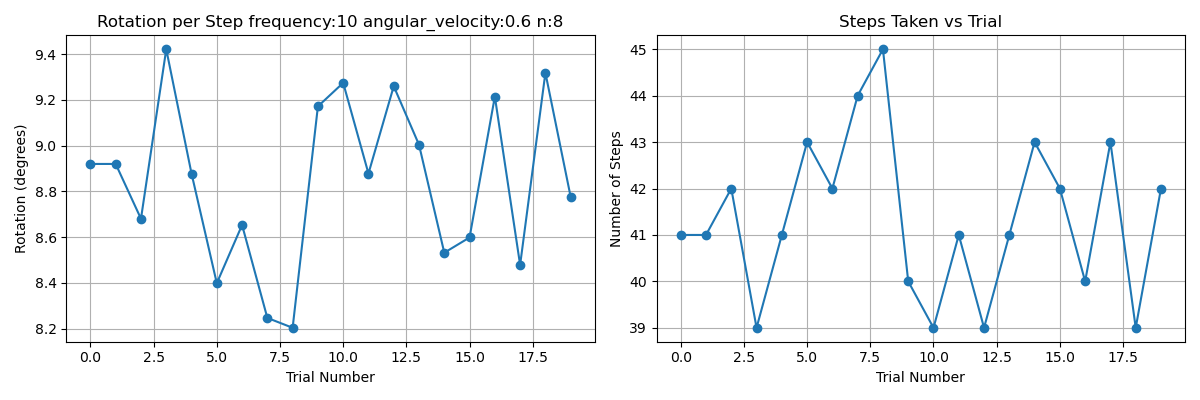 Rotation per Step frequency:10 angular_velocity:0.6 n:8
9.4
9.2
9.0
8.8
8.6
8.4
8.2
Rotation (degrees)
0.0 2.5 5.0 7.5 10.0 12.5 15.0 17.5
Trial Number
Steps Taken vs Trial
45
44
43
42
41
40
39
Number of Steps
0.0 2.5 5.0 7.5 10.0 12.5 15.0 17.5
Trial Number